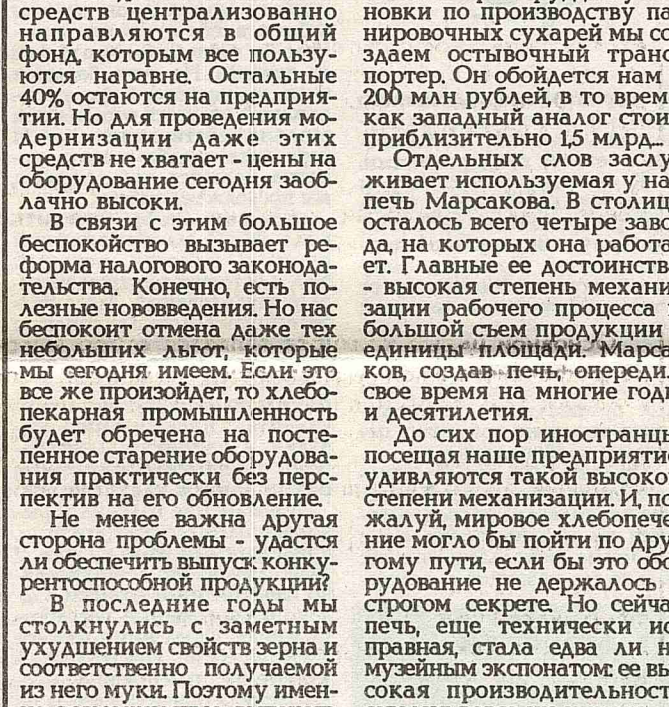 средств централизованно
направляются в общий
фонд, которым все пользу-
ются наравне. Остальные
40% остаются на предприя-
тии. Но для проведения мо-
дернизации даже этих
средств не хватает - цены на
оборудование сегодня заоб-
лачно высоки.
В связи с этим большое
беспокойство вызывает ре-
форма налогового законода-
тельства. Конечно, есть по-
лезные нововведения. Но нас
беспокоит отмена даже тех
небольших льгот, которые
мы сегодня имеем. Если это
все же произойдет, то хлебо-
пекарная промышленность
будет обречена на посте-
пенное старение оборудова-
ния практически без перс-
пектив на его обновление.
Не менее важна другая
сторона проблемы - удастся
ли обеспечить выпуск конку-
рентоспособной продукции?
В последние годы мы
столкнулись с заметным
ухудшением свойств зерна и
соответственно получаемой
из него муки. Поэтому имен-
новки по производству па
нировочных сухарей мы со
здаем остывочный транс
портер. Он обойдется нам
200 млн рублей, в то врем
как западный аналог стои
приблизительно 1,5 млрд...
Отдельных слов заслу
живает используемая у на
печь Марсакова. В столиц
осталось всего четыре заво
да, на которых она работа
ет. Главные ее достоинств
- высокая степень механи
зации рабочего процесса
большой съем продукции
единицы площади. Марса
ков, создав печь, опереди
свое время на многие год
и десятилетия.
До сих пор иностранцы
посещая наше предприятие
удивляются такой высоко
степени механизации. И, по
жалуй, мировое хлебопече
ние могло бы пойти по дру
гому пути, если бы это обо
рудование не держалось
строгом секрете. Но сейча
печь, еще технически ис
правная, стала едва ли н
музейным экспонатом: ее вы
сокая производительност